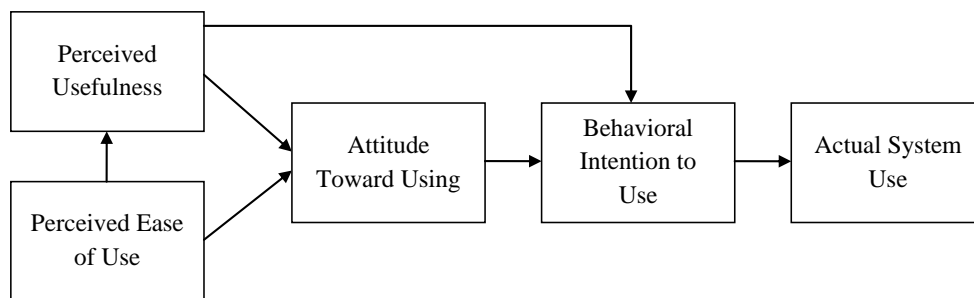 Perceived
Usefulness
Perceived Ease
of Use
Attitude
Toward Using
Behavioral
Intention to
Use
Actual System
Use